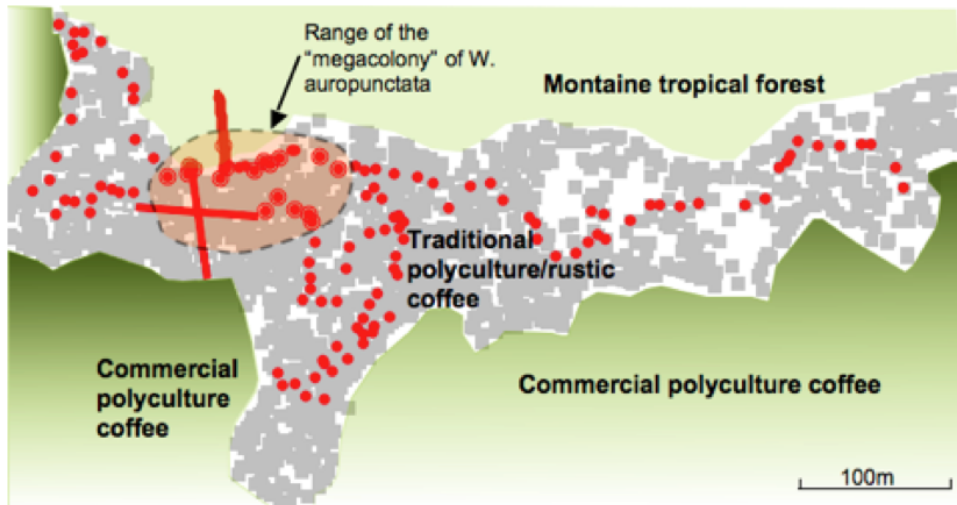 Range of the
"megacolony" of W.
auropunctata
Montaine tropical forest
Traditional
polyculture/rustic
coffee
Commercial
polyculture
coffee
Commercial polyculture coffee
100m